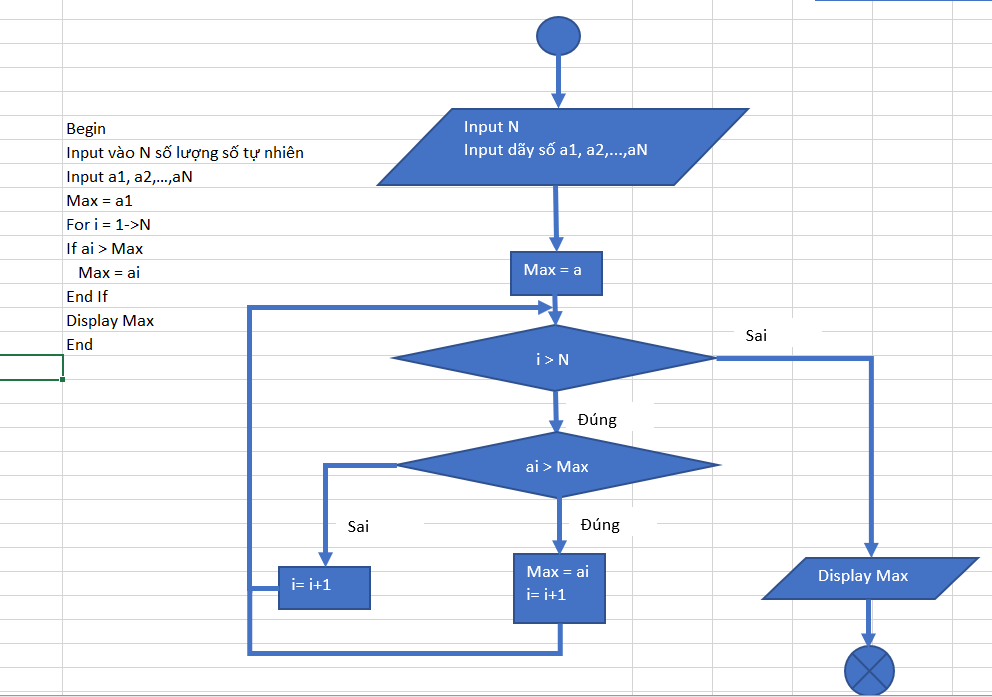 Begin
Input vào N số lượng số tự nhiên
Input a1, a2,...,aN
Max = a1
For i = 1->N
If ai > Max
Max = ai
End If
Display Max
End
Input N
Input dãy số a1, a2,...,aN
Max = a
i > N
Sai
Đúng
ai > Max
Sai
Đúng
i= i+1
Max = ai
i= i+1
Display Max